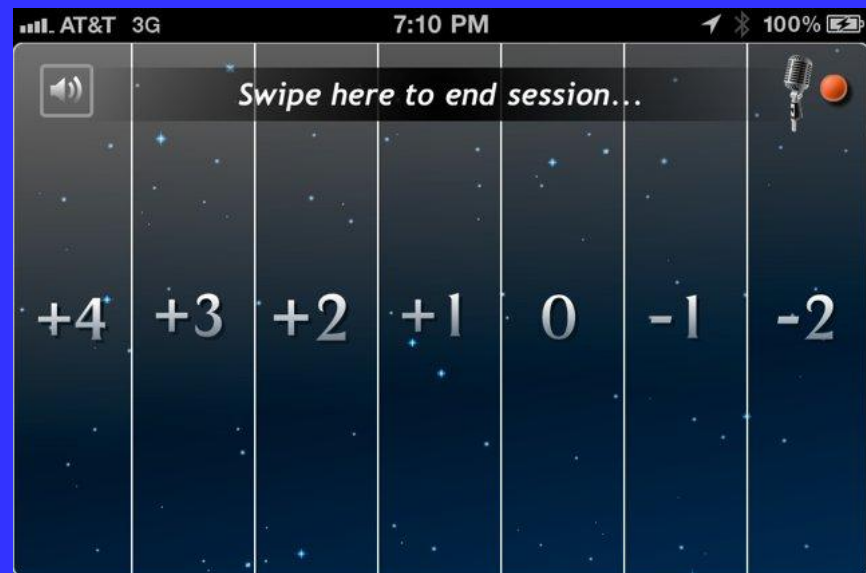 AT&T 3G 7:10 PM 100%
Swipe here to end session...
+4 +3 +2 +1 0 -1 -2